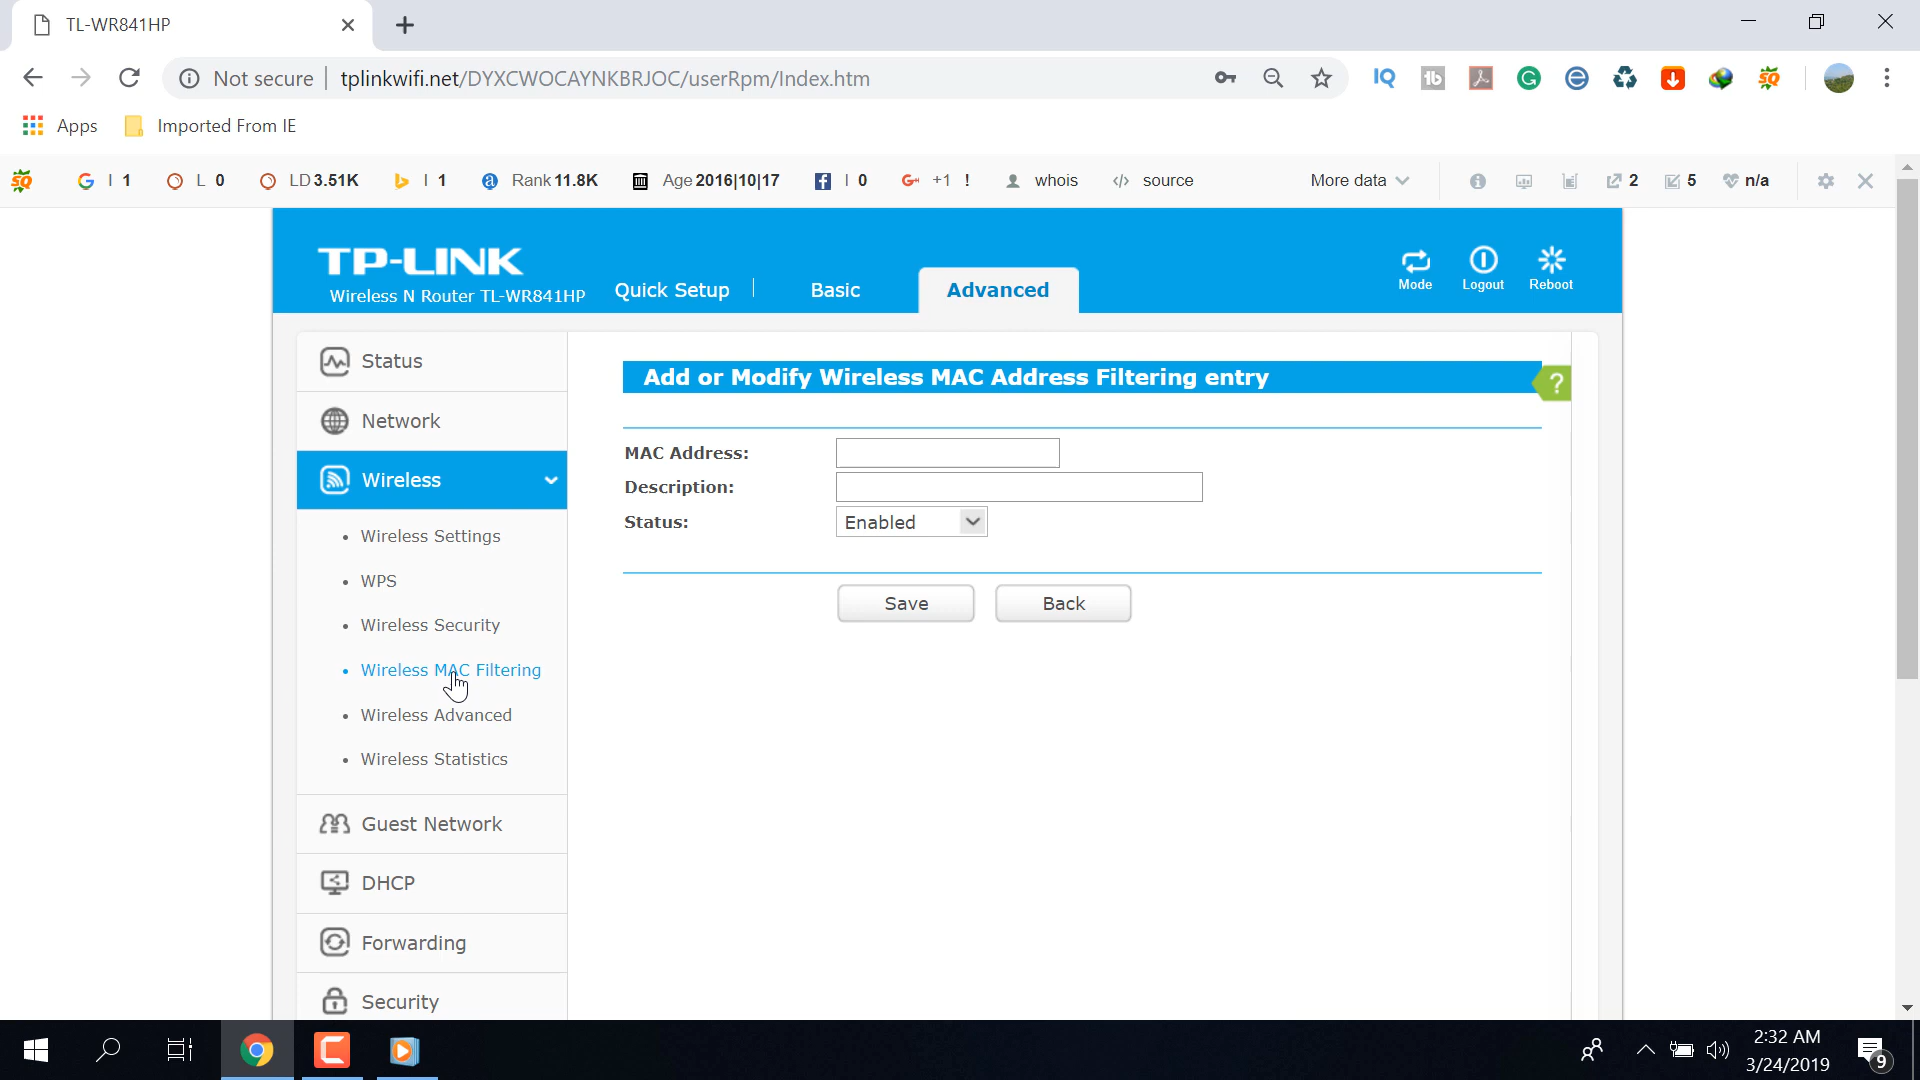 TL-WR841HP
Not secure | tplinkwifi.net/DYXCWOCAYNKBRJOC/userRpm/Index.htm
Apps Imported From IE
I 1 L 0 LD 3.51K I 1 Rank 11.8K Age 2016|10|17 I 0 +1 ! whois source More data 2 5 n/a
TP-LINK
Wireless N Router TL-WR841HP
Quick Setup Basic Advanced
Mode Logout Reboot
Status
Network
Wireless
Wireless Settings
WPS
Wireless Security
Wireless MAC Filtering
Wireless Advanced
Wireless Statistics
Guest Network
DHCP
Forwarding
Security
Add or Modify Wireless MAC Address Filtering entry
?
MAC Address:
Description:
Status: Enabled
Save Back
2:32 AM
3/24/2019
9